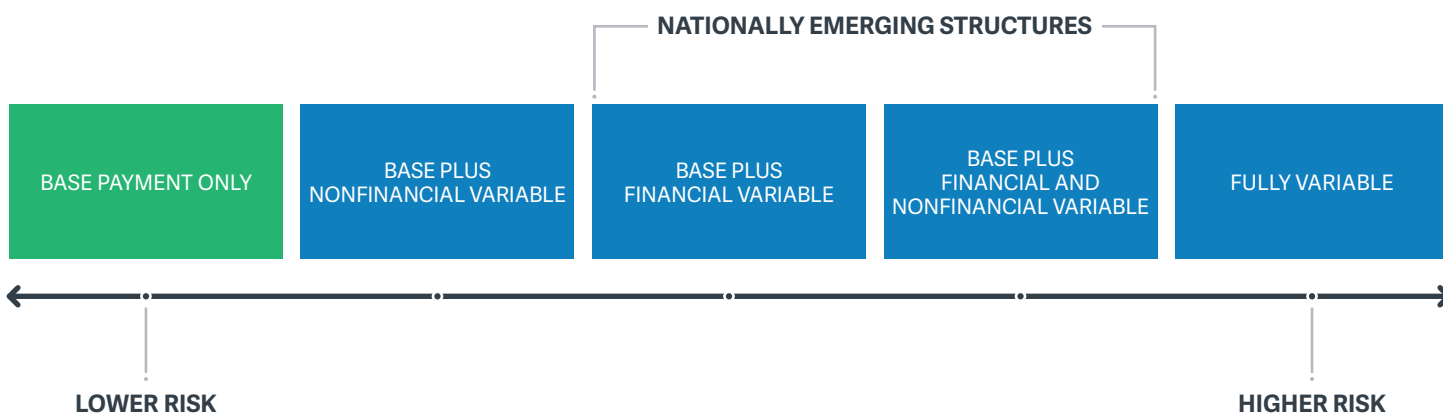 NATIONALLY EMERGING STRUCTURES
BASE PAYMENT ONLY
BASE PLUS
NONFINANCIAL VARIABLE
BASE PLUS
FINANCIAL VARIABLE
BASE PLUS
FINANCIAL AND
NONFINANCIAL VARIABLE
FULLY VARIABLE
LOWER RISK
HIGHER RISK